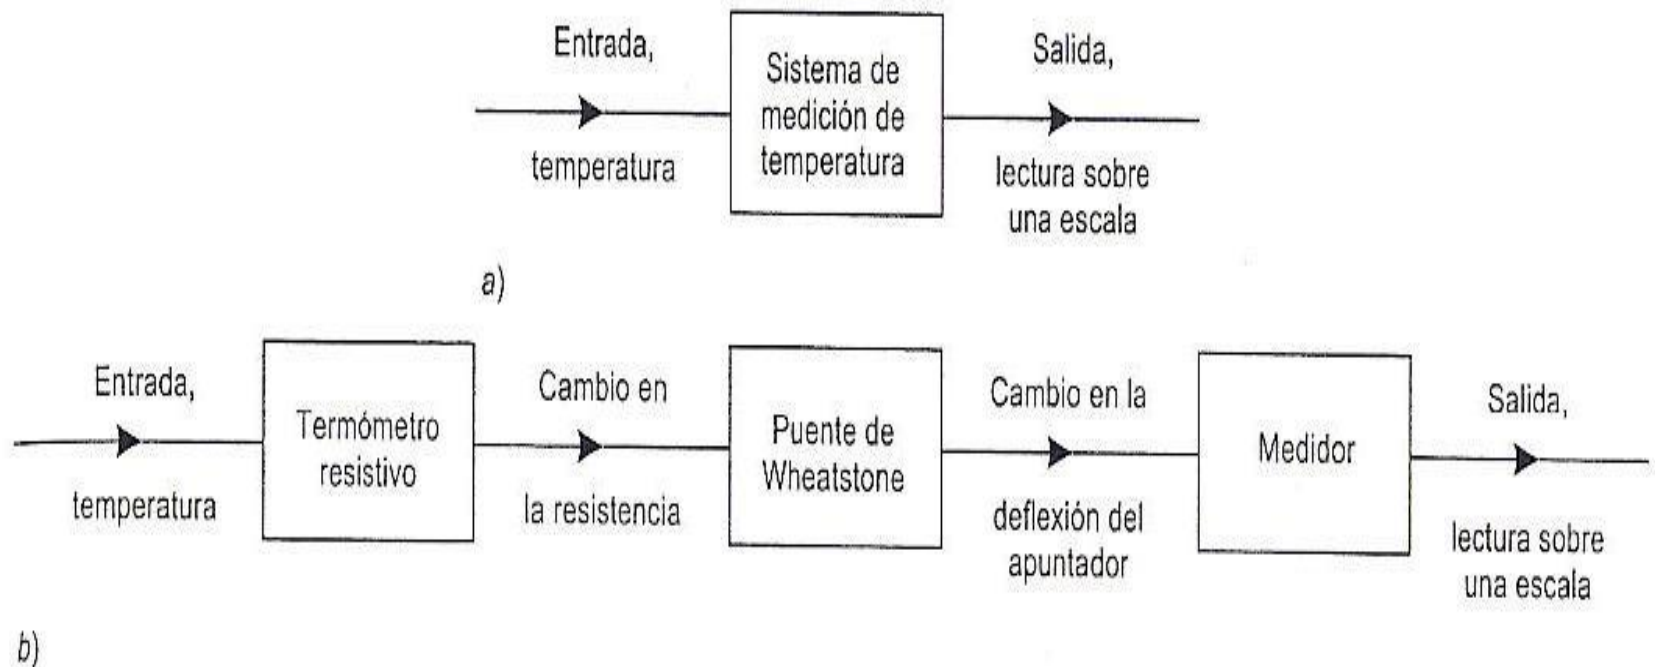 Entrada,
temperatura
Sistema de
medición de
temperatura
Salida,
lectura sobre
una escala
a)
Entrada,
temperatura
Termómetro
resistivo
Cambio en
la resistencia
Puente de
Wheatstone
Cambio en la
deflexión del
apuntador
Medidor
Salida,
lectura sobre
una escala
b)